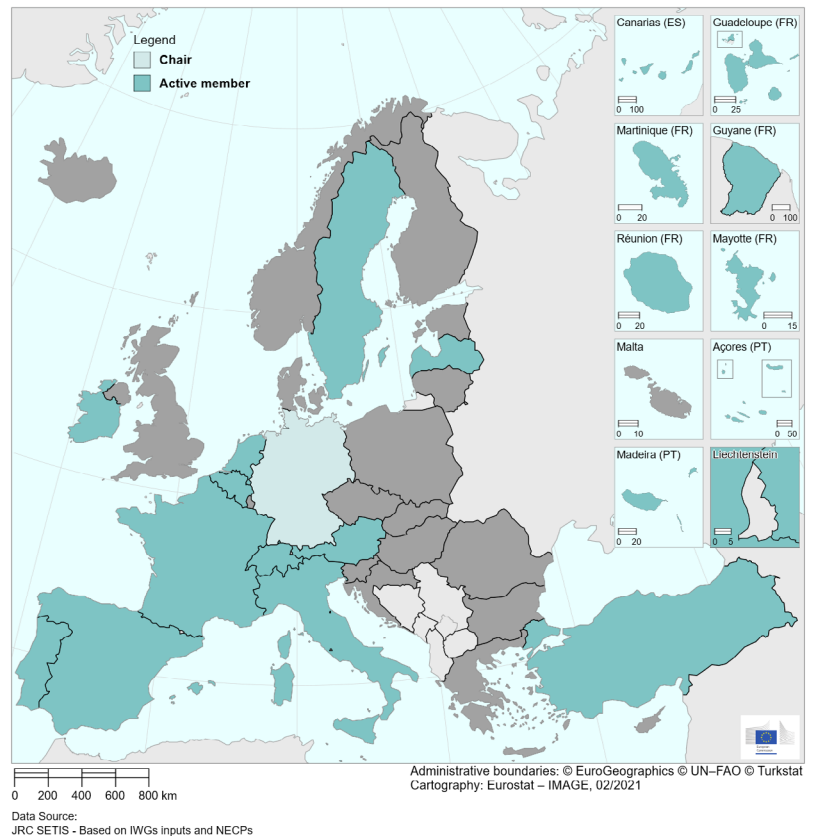 Legend
Chair
Active member
Canarias (ES)
0 100
Guadeloupe (FR)
0 25
Martinique (FR)
0 20
Guyane (FR)
0 100
Réunion (FR)
0 20
Mayotte (FR)
0 15
Malta
0 10
Açores (PT)
0 50
Madeira (PT)
0 20
Liechtenstein
0 5
European
Commission
0 200 400 600 800 km
Administrative boundaries: © EuroGeographics © UN–FAO © Turkstat
Cartography: Eurostat – IMAGE, 02/2021
Data Source:
JRC SETIS - Based on IWGs inputs and NECPs